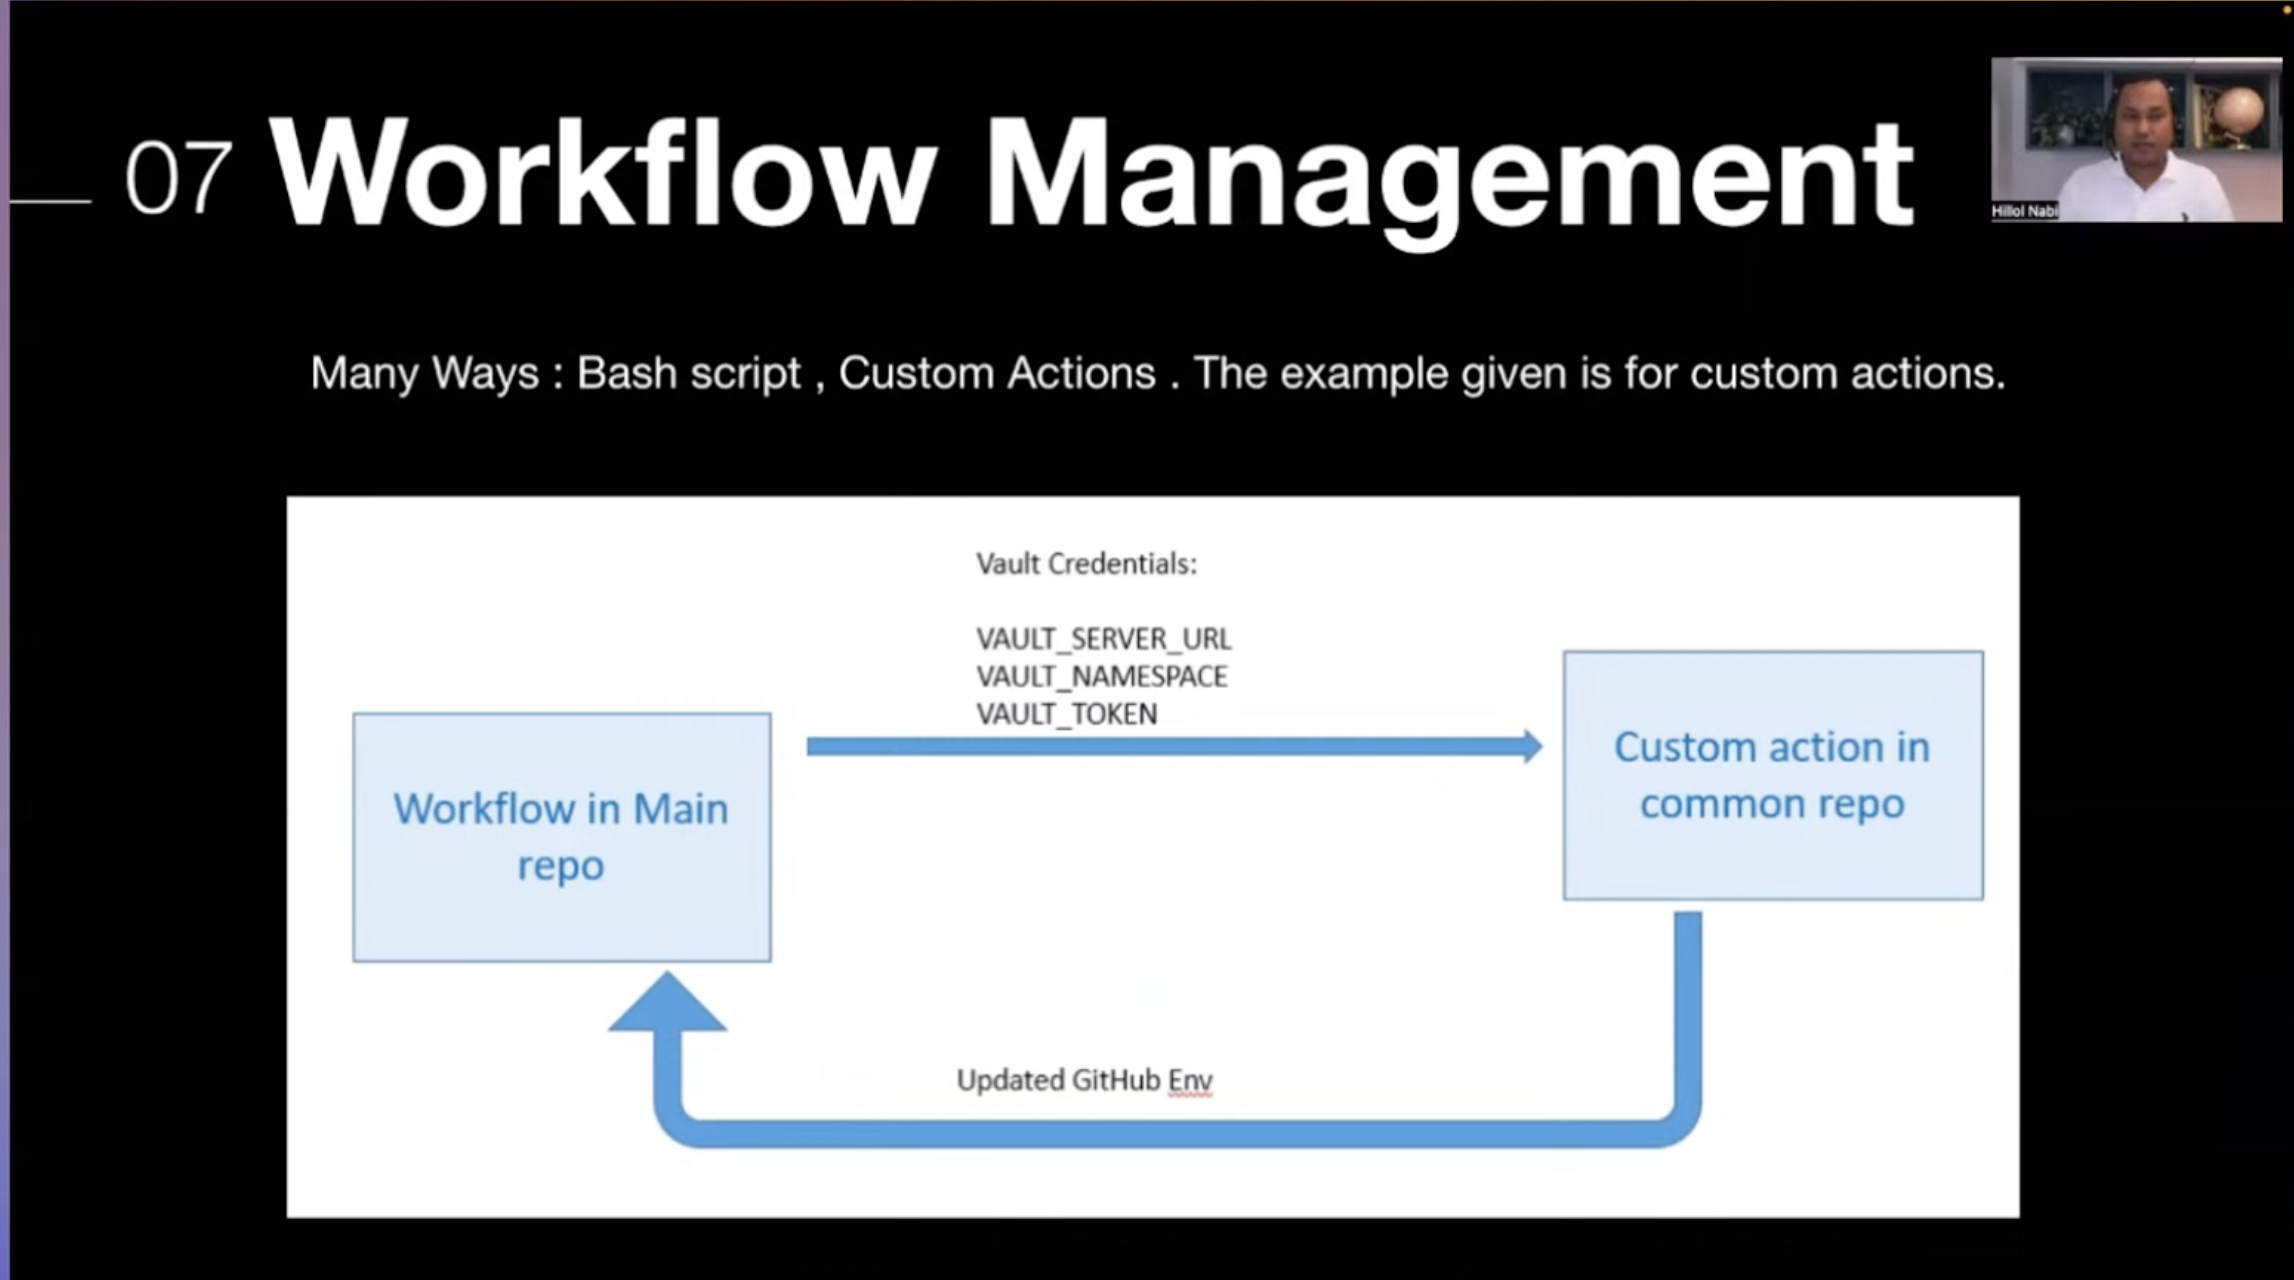 07 Workflow Management
Hillol Nabi
Many Ways : Bash script , Custom Actions . The example given is for custom actions.
Vault Credentials:
VAULT_SERVER_URL
VAULT_NAMESPACE
VAULT_TOKEN
Workflow in Main
repo
Custom action in
common repo
Updated GitHub Env